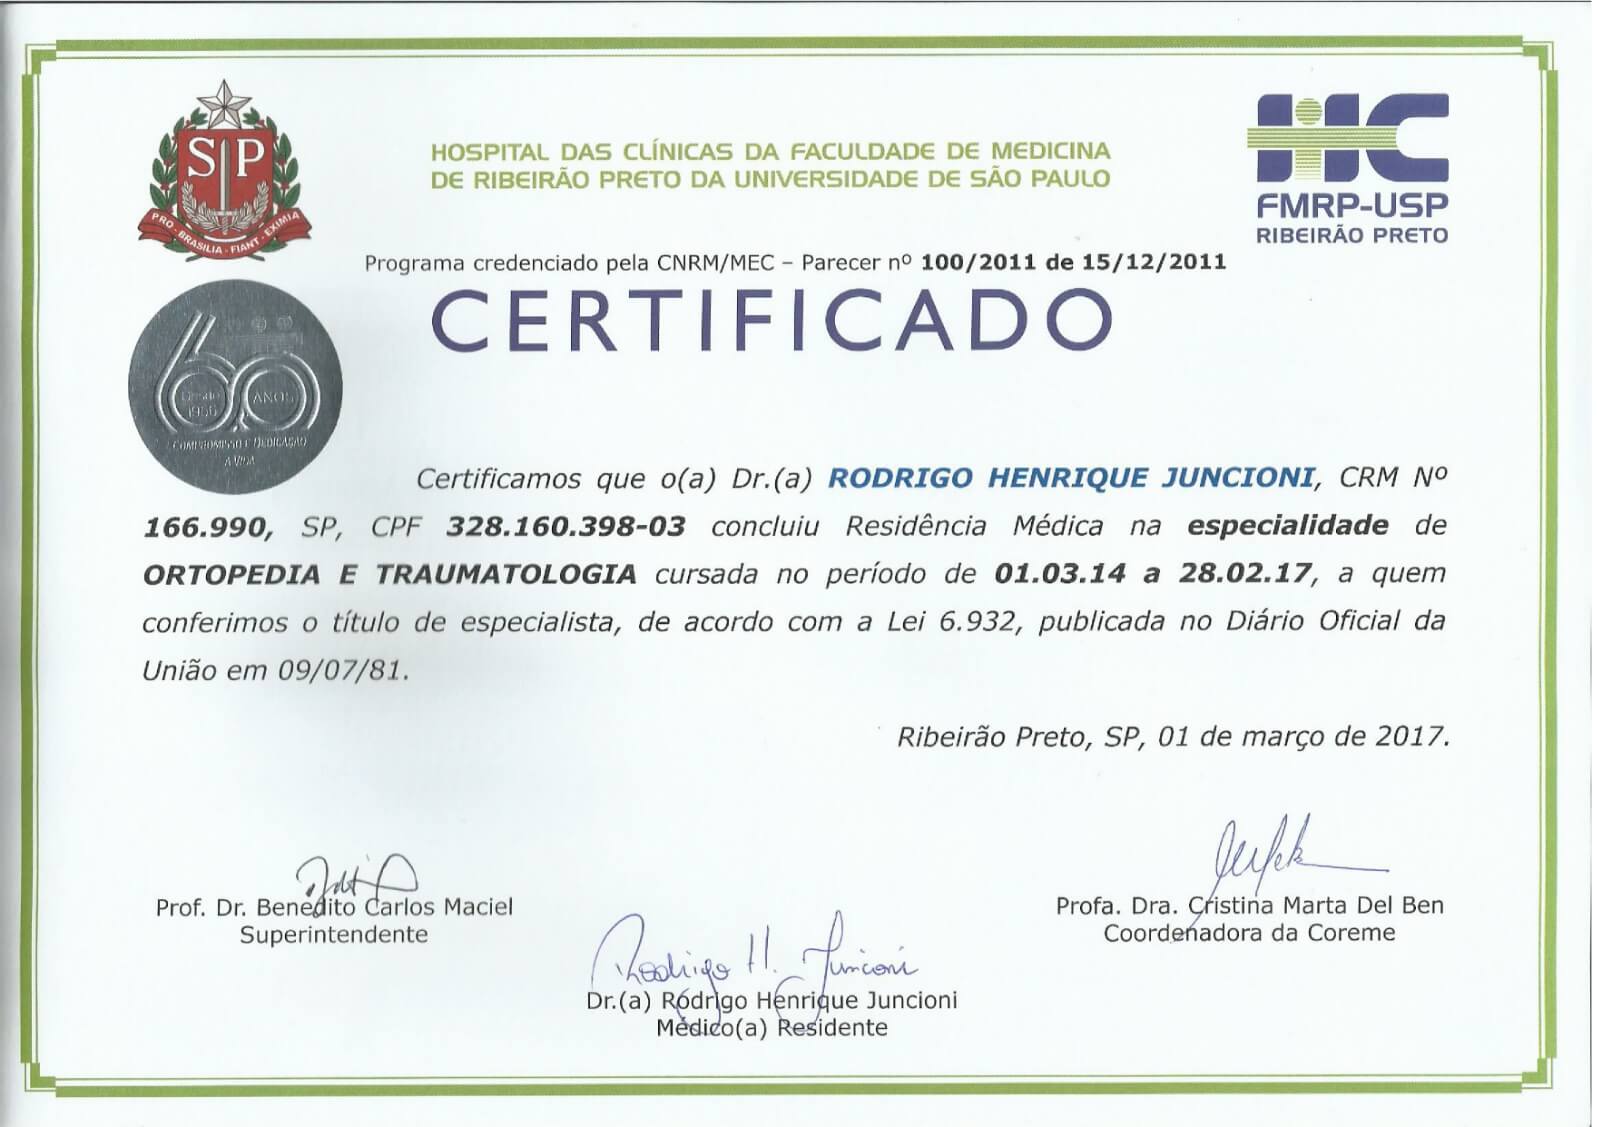 SP
PRO · BRASILIA · FIANT · EXIMIA
HOSPITAL DAS CLÍNICAS DA FACULDADE DE MEDICINA
DE RIBEIRÃO PRETO DA UNIVERSIDADE DE SÃO PAULO
HC
FMRP-USP
RIBEIRÃO PRETO
Programa credenciado pela CNRM/MEC – Parecer nº 100/2011 de 15/12/2011
CERTIFICADO
60
Desde
1956
ANOS
COMPROMISSO E DEDICAÇÃO
A VIDA
Certificamos que o(a) Dr.(a) RODRIGO HENRIQUE JUNCIONI, CRM Nº
166.990, SP, CPF 328.160.398-03 concluiu Residência Médica na especialidade de
ORTOPEDIA E TRAUMATOLOGIA cursada no período de 01.03.14 a 28.02.17, a quem
conferimos o título de especialista, de acordo com a Lei 6.932, publicada no Diário Oficial da
União em 09/07/81.
Ribeirão Preto, SP, 01 de março de 2017.
Prof. Dr. Benedito Carlos Maciel
Superintendente
Profa. Dra. Cristina Marta Del Ben
Coordenadora da Coreme
Rodrigo H. Juncioni
Dr.(a) Rodrigo Henrique Juncioni
Médico(a) Residente